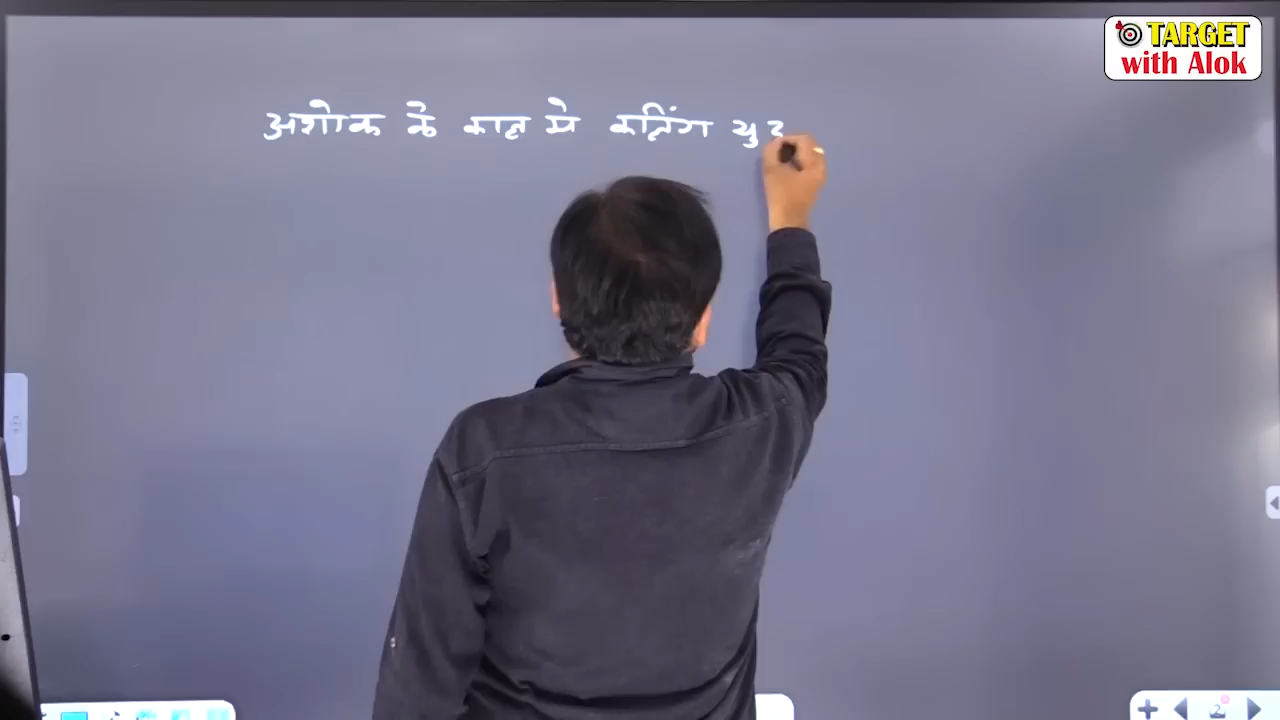 TARGET
with Alok
अशोक के काल मे कलिंग यु